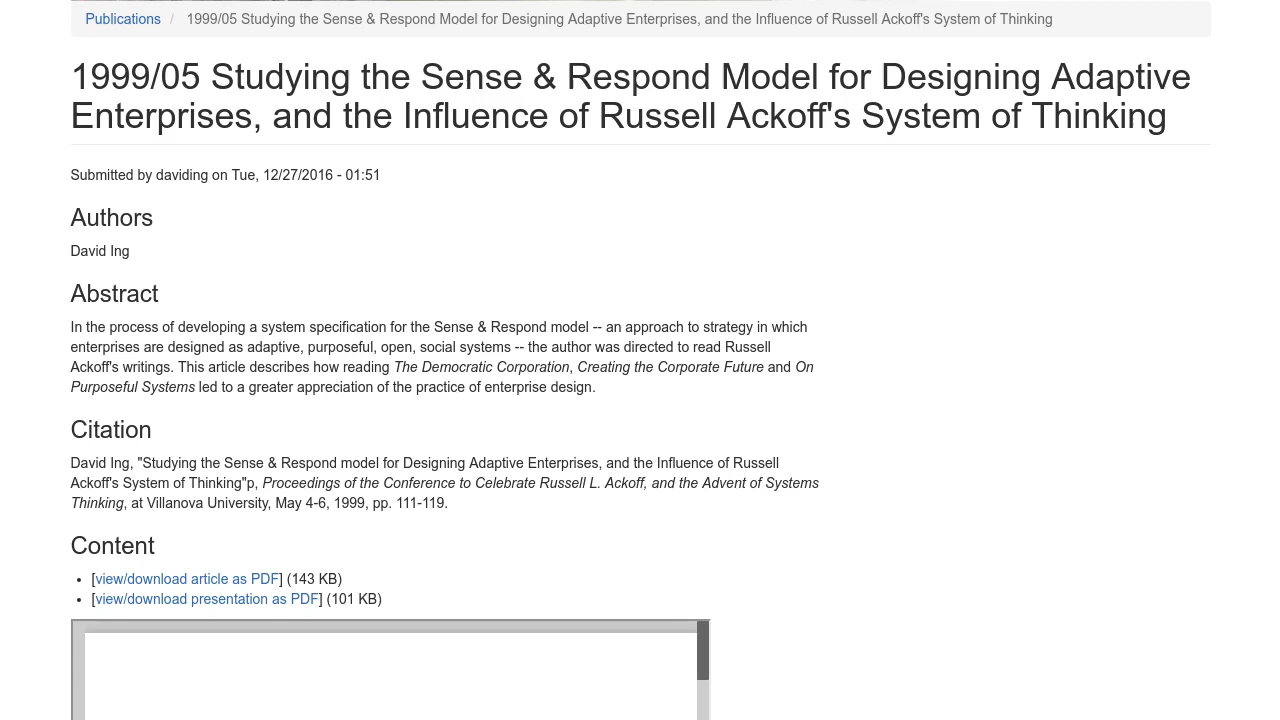 Publications / 1999/05 Studying the Sense & Respond Model for Designing Adaptive Enterprises, and the Influence of Russell Ackoff's System of Thinking
1999/05 Studying the Sense & Respond Model for Designing Adaptive
Enterprises, and the Influence of Russell Ackoff's System of Thinking
Submitted by daviding on Tue, 12/27/2016 - 01:51
Authors
David Ing
Abstract
In the process of developing a system specification for the Sense & Respond model -- an approach to strategy in which
enterprises are designed as adaptive, purposeful, open, social systems -- the author was directed to read Russell
Ackoff's writings. This article describes how reading The Democratic Corporation, Creating the Corporate Future and On
Purposeful Systems led to a greater appreciation of the practice of enterprise design.
Citation
David Ing, "Studying the Sense & Respond model for Designing Adaptive Enterprises, and the Influence of Russell
Ackoff's System of Thinking"p, Proceedings of the Conference to Celebrate Russell L. Ackoff, and the Advent of Systems
Thinking, at Villanova University, May 4-6, 1999, pp. 111-119.
Content
• [view/download article as PDF] (143 KB)
• [view/download presentation as PDF] (101 KB)